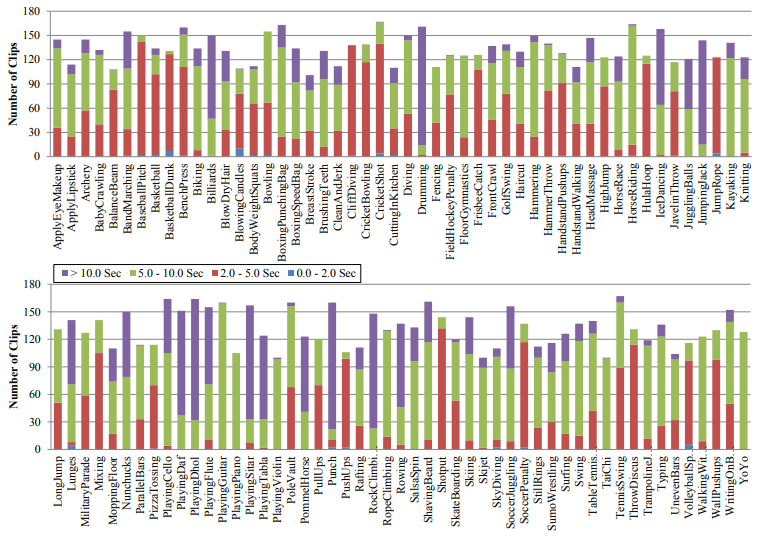 180
150
120
90
60
30
0
Number of Clips
ApplyEyeMakeup
ApplyLipstick
Archery
BabyCrawling
BalanceBeam
BandMarching
BaseballPitch
Basketball
BasketballDunk
BenchPress
Biking
Billiards
BlowDryHair
BlowingCandles
BodyWeightSquats
Bowling
BoxingPunchingBag
BoxingSpeedBag
BreastStroke
BrushingTeeth
CleanAndJerk
CliffDiving
CricketBowling
CricketShot
CuttingInKitchen
Diving
Drumming
Fencing
FieldHockeyPenalty
FloorGymnastics
FrisbeeCatch
FrontCrawl
GolfSwing
Haircut
Hammering
HammerThrow
HandstandPushups
HandstandWalking
HeadMassage
HighJump
HorseRace
HorseRiding
HulaHoop
IceDancing
JavelinThrow
JugglingBalls
JumpingJack
JumpRope
Kayaking
Knitting
> 10.0 Sec
5.0 - 10.0 Sec
2.0 - 5.0 Sec
0.0 - 2.0 Sec
180
150
120
90
60
30
0
Number of Clips
LongJump
Lunges
MilitaryParade
Mixing
MoppingFloor
Nunchucks
ParallelBars
PizzaTossing
PlayingCello
PlayingDaf
PlayingDhol
PlayingFlute
PlayingGuitar
PlayingPiano
PlayingSitar
PlayingTabla
PlayingViolin
PoleVault
PommelHorse
PullUps
Punch
PushUps
Rafting
RockClimbi…
RopeClimbing
Rowing
SalsaSpin
ShavingBeard
Shotput
SkateBoarding
Skiing
Skijet
SkyDiving
SoccerJuggling
SoccerPenalty
StillRings
SumoWrestling
Surfing
Swing
TableTennis…
TaiChi
TennisSwing
ThrowDiscus
TrampolineJ…
Typing
UnevenBars
VolleyballSp…
WalkingWi…
WallPushups
WritingOnB…
YoYo